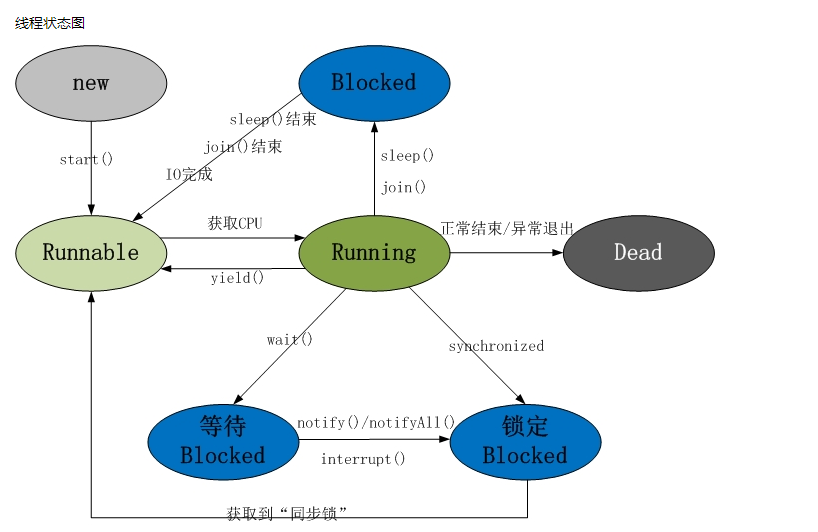 线程状态图
new
Blocked
sleep()结束
join()结束
IO完成
start()
sleep()
join()
获取CPU
正常结束/异常退出
Runnable
Running
Dead
yield()
wait()
synchronized
等待
Blocked
notify()/notifyAll()
interrupt()
锁定
Blocked
获取到“同步锁”